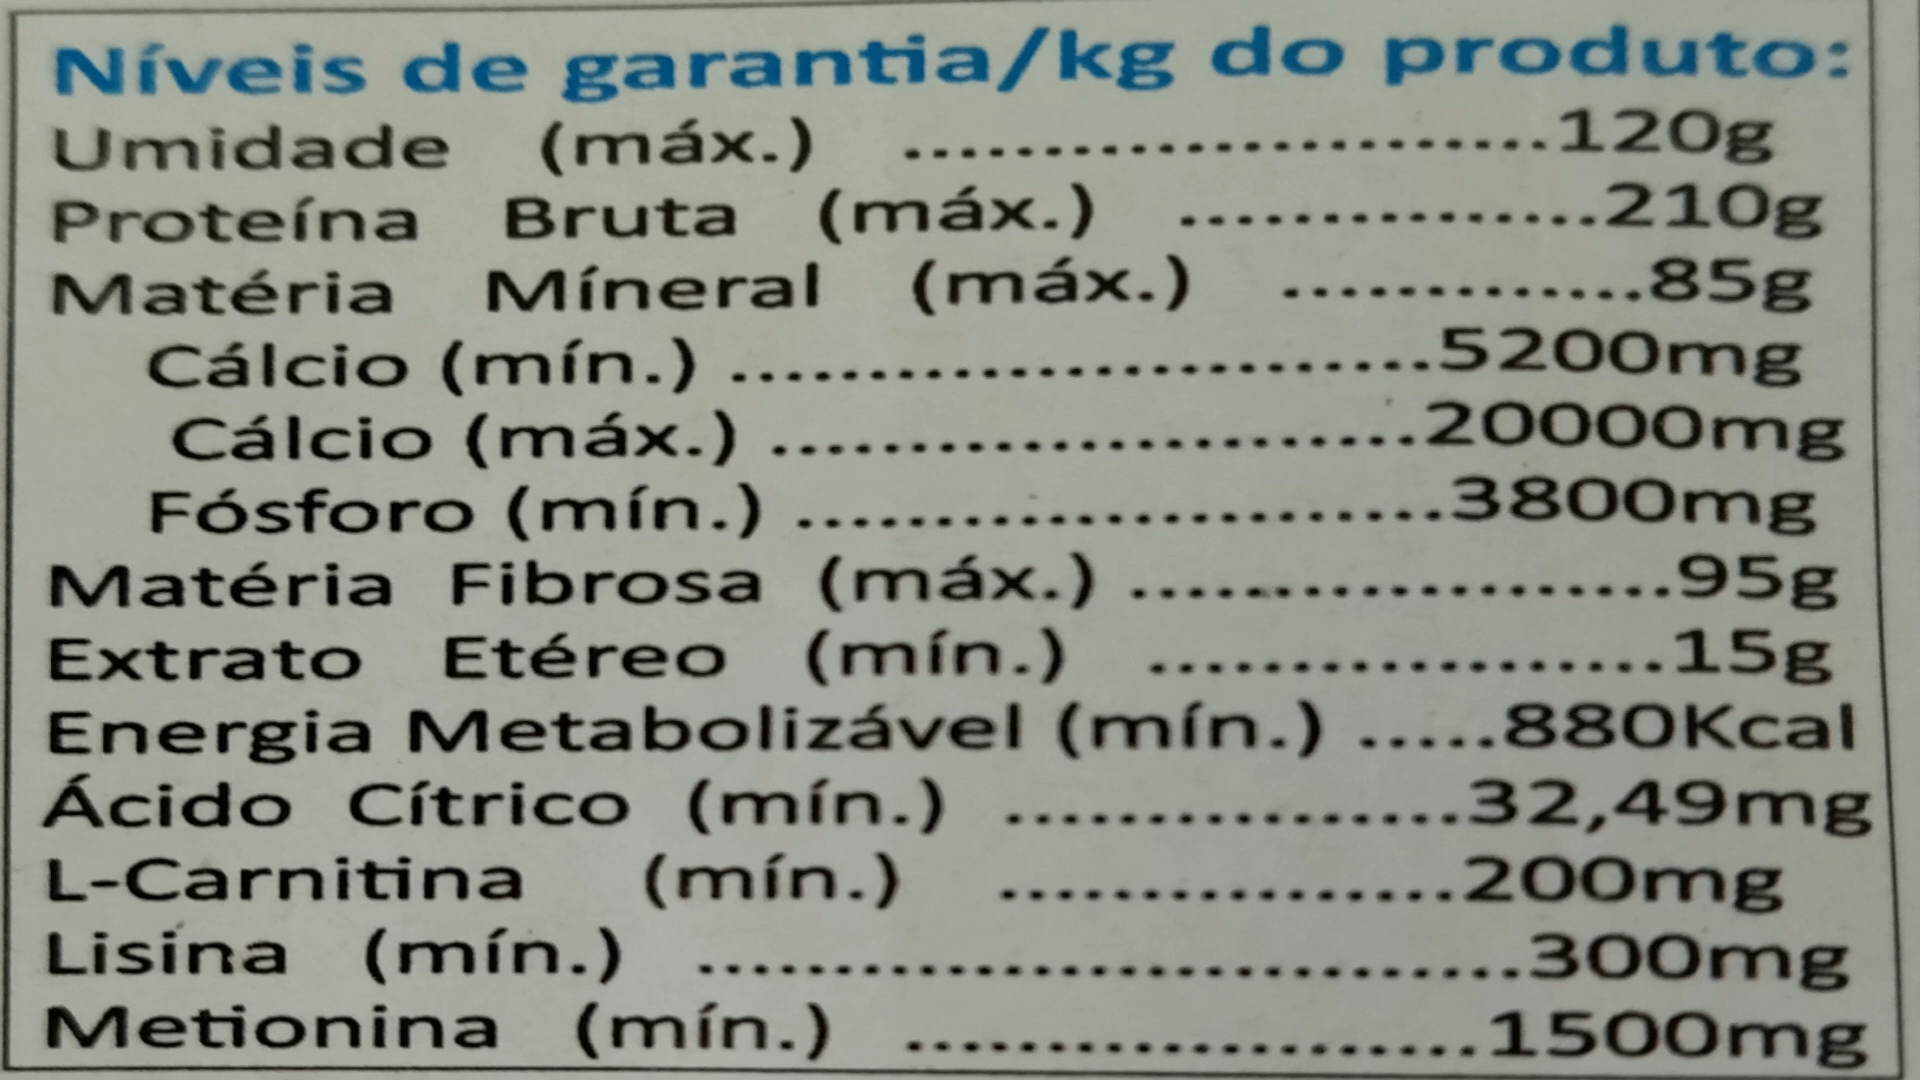 Níveis de garantia/kg do produto:
Umidade (máx.) .......................120g
Proteína Bruta (máx.) ...............210g
Matéria Míneral (máx.) .............85g
Cálcio (mín.) .........................5200mg
Cálcio (máx.) .......................20000mg
Fósforo (mín.) .......................3800mg
Matéria Fibrosa (máx.) ...................95g
Extrato Etéreo (mín.) ..................15g
Energia Metabolizável (mín.) .....880Kcal
Ácido Cítrico (mín.) ................32,49mg
L-Carnitina (mín.) ................200mg
Lisina (mín.) .............................300mg
Metionina (mín.) ....................1500mg